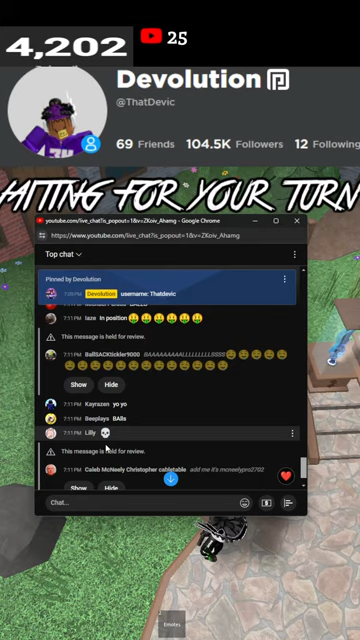 4,202
25
Devolution
@ThatDevic
69 Friends 104.5K Followers 12 Following
WAITING FOR YOUR TURN
youtube.com/live_chat?is_popout=1&v=ZKoiv_Ahamg - Google Chrome
https://www.youtube.com/live_chat?is_popout=1&v=ZKoiv_Ahamg
Top chat
Pinned by Devolution
7:09 PM Devolution username: Thatdevic
7:11 PM laze In position 🤑🤑🤑🤑🤑🤑
This message is held for review.
7:11 PM BallSACKtickler9000 BAAAAAAAAALLLLLLLLLSSSS
Show Hide
7:11 PM Kayrazen yo yo
7:11 PM Beeplays BAlls
7:11 PM Lilly 💀
This message is held for review.
7:11 PM Caleb McNeely Christopher cabletable add me it's mcneelypro2702
Show Hide
Chat...
Emotes